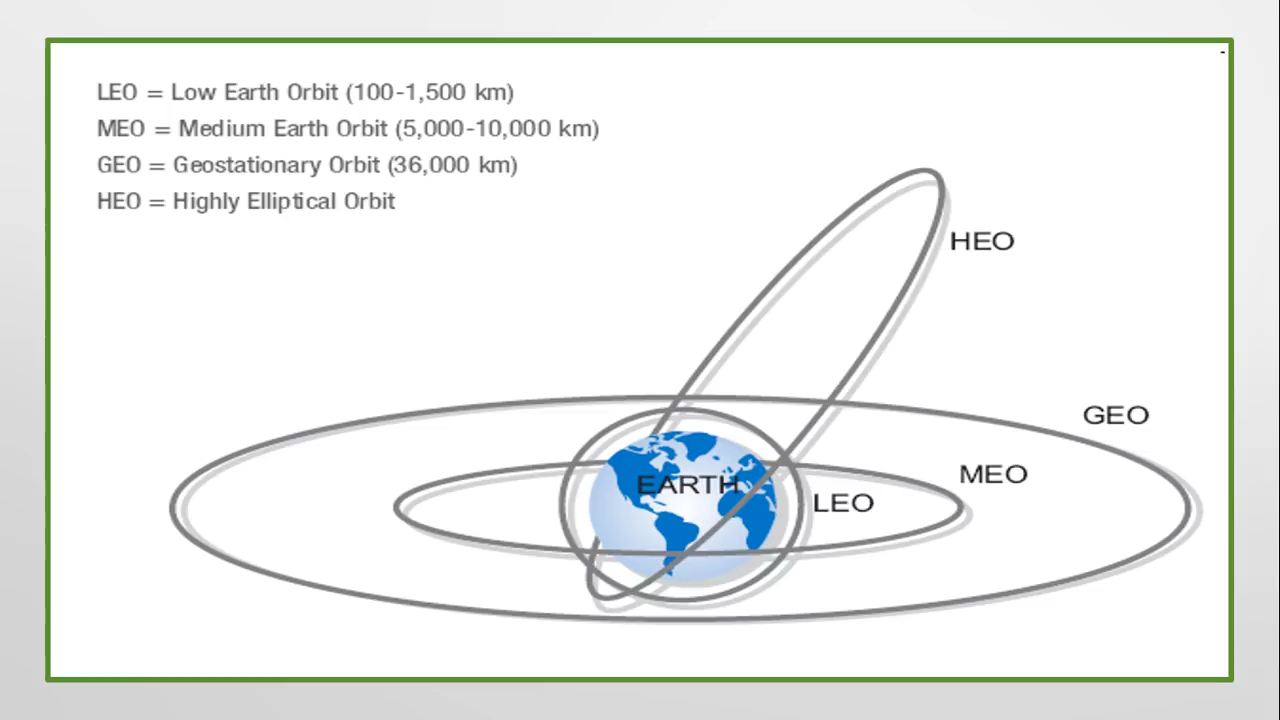 LEO = Low Earth Orbit (100-1,500 km)
MEO = Medium Earth Orbit (5,000-10,000 km)
GEO = Geostationary Orbit (36,000 km)
HEO = Highly Elliptical Orbit
HEO
GEO
MEO
EARTH
LEO